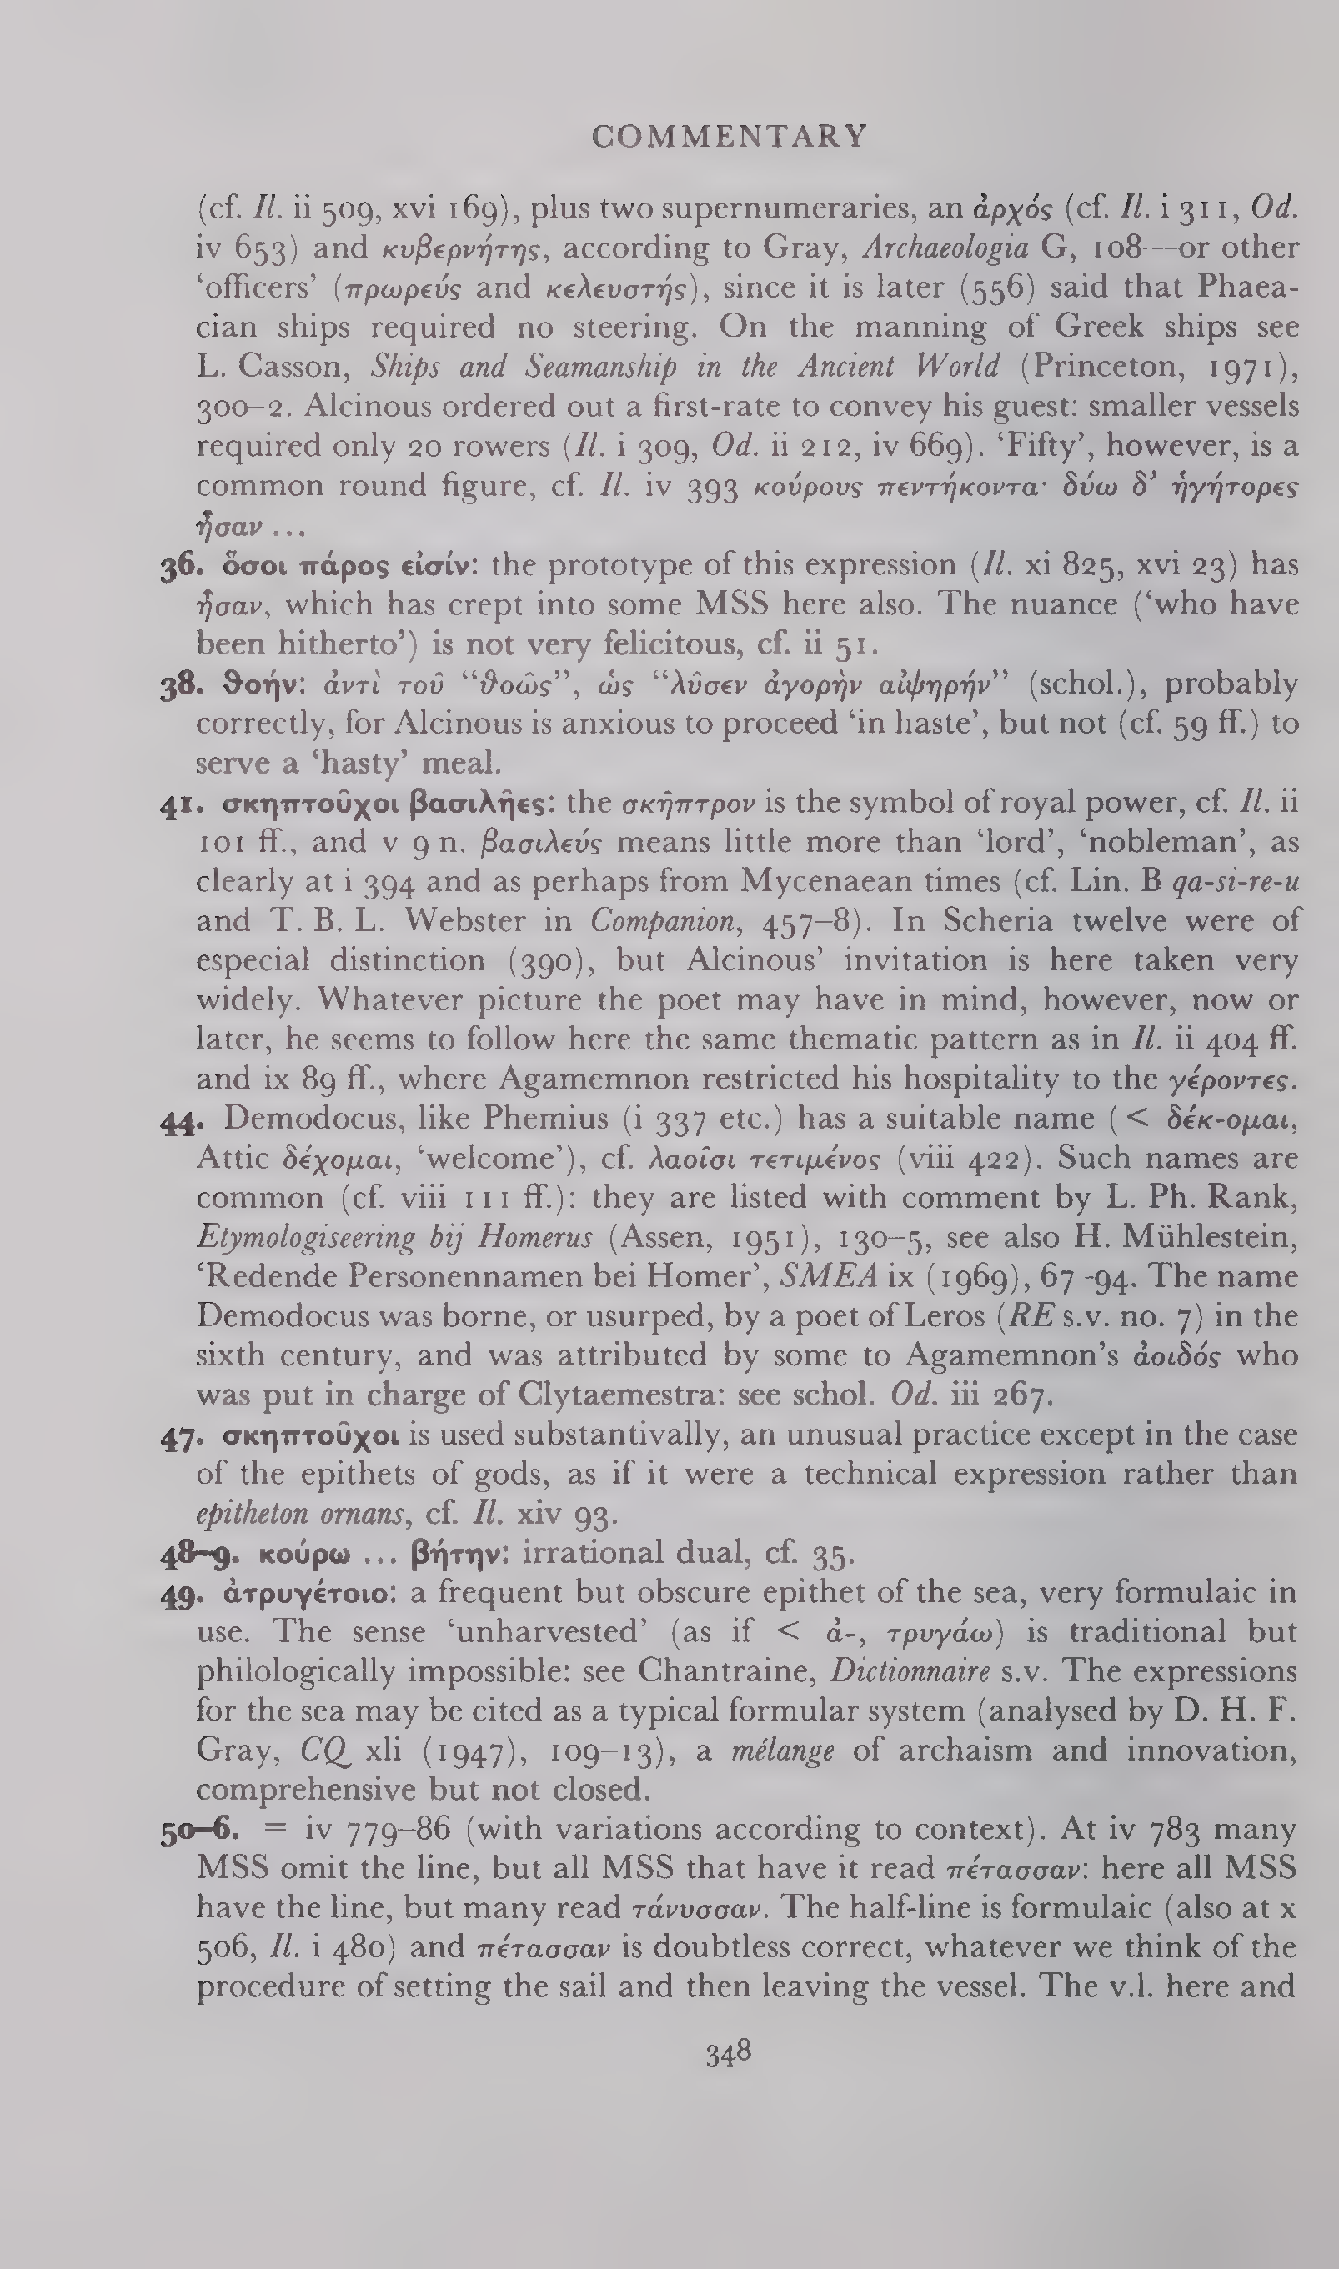 COMMENTARY
(cf. Il. ii 509, xvi 169), plus two supernumeraries, an ἀρχός (cf. Il. i 311, Od.
iv 653) and κυβερνήτης, according to Gray, Archaeologia G, 108—or other
‘officers’ (πρωρεύς and κελευστής), since it is later (556) said that Phaea-
cian ships required no steering. On the manning of Greek ships see
L. Casson, Ships and Seamanship in the Ancient World (Princeton, 1971),
300–2. Alcinous ordered out a first-rate to convey his guest: smaller vessels
required only 20 rowers (Il. i 309, Od. ii 212, iv 669). ‘Fifty’, however, is a
common round figure, cf. Il. iv 393 κούρους πεντήκοντα· δύω δ’ ἡγήτορες
ἦσαν ...
36. ὅσοι πάρος εἰσίν: the prototype of this expression (Il. xi 825, xvi 23) has
ἦσαν, which has crept into some MSS here also. The nuance (‘who have
been hitherto’) is not very felicitous, cf. ii 51.
38. ϑοήν: ἀντὶ τοῦ “ϑοῶς”, ὡς “λῦσεν ἀγορὴν αἰψηρήν” (schol.), probably
correctly, for Alcinous is anxious to proceed ‘in haste’, but not (cf. 59 ff.) to
serve a ‘hasty’ meal.
41. σκηπτοῦχοι βασιλῆες: the σκῆπτρον is the symbol of royal power, cf. Il. ii
101 ff., and v 9 n. βασιλεύς means little more than ‘lord’, ‘nobleman’, as
clearly at i 394 and as perhaps from Mycenaean times (cf. Lin. B qa-si-re-u
and T. B. L. Webster in Companion, 457–8). In Scheria twelve were of
especial distinction (390), but Alcinous’ invitation is here taken very
widely. Whatever picture the poet may have in mind, however, now or
later, he seems to follow here the same thematic pattern as in Il. ii 404 ff.
and ix 89 ff., where Agamemnon restricted his hospitality to the γέροντες.
44. Demodocus, like Phemius (i 337 etc.) has a suitable name (< δέκ-ομαι,
Attic δέχομαι, ‘welcome’), cf. λαοῖσι τετιμένος (viii 422). Such names are
common (cf. viii 111 ff.): they are listed with comment by L. Ph. Rank,
Etymologiseering bij Homerus (Assen, 1951), 130–5, see also H. Mühlestein,
‘Redende Personennamen bei Homer’, SMEA ix (1969), 67–94. The name
Demodocus was borne, or usurped, by a poet of Leros (RE s.v. no. 7) in the
sixth century, and was attributed by some to Agamemnon’s ἀοιδός who
was put in charge of Clytaemestra: see schol. Od. iii 267.
47. σκηπτοῦχοι is used substantivally, an unusual practice except in the case
of the epithets of gods, as if it were a technical expression rather than
epitheton ornans, cf. Il. xiv 93.
48–9. κούρω ... βήτην: irrational dual, cf. 35.
49. ἀτρυγέτοιο: a frequent but obscure epithet of the sea, very formulaic in
use. The sense ‘unharvested’ (as if < ἀ-, τρυγάω) is traditional but
philologically impossible: see Chantraine, Dictionnaire s.v. The expressions
for the sea may be cited as a typical formular system (analysed by D. H. F.
Gray, CQ xli (1947), 109–13), a mélange of archaism and innovation,
comprehensive but not closed.
50–6. = iv 779–86 (with variations according to context). At iv 783 many
MSS omit the line, but all MSS that have it read πέτασσαν: here all MSS
have the line, but many read τάνυσσαν. The half-line is formulaic (also at x
506, Il. i 480) and πέτασσαν is doubtless correct, whatever we think of the
procedure of setting the sail and then leaving the vessel. The v.l. here and
348